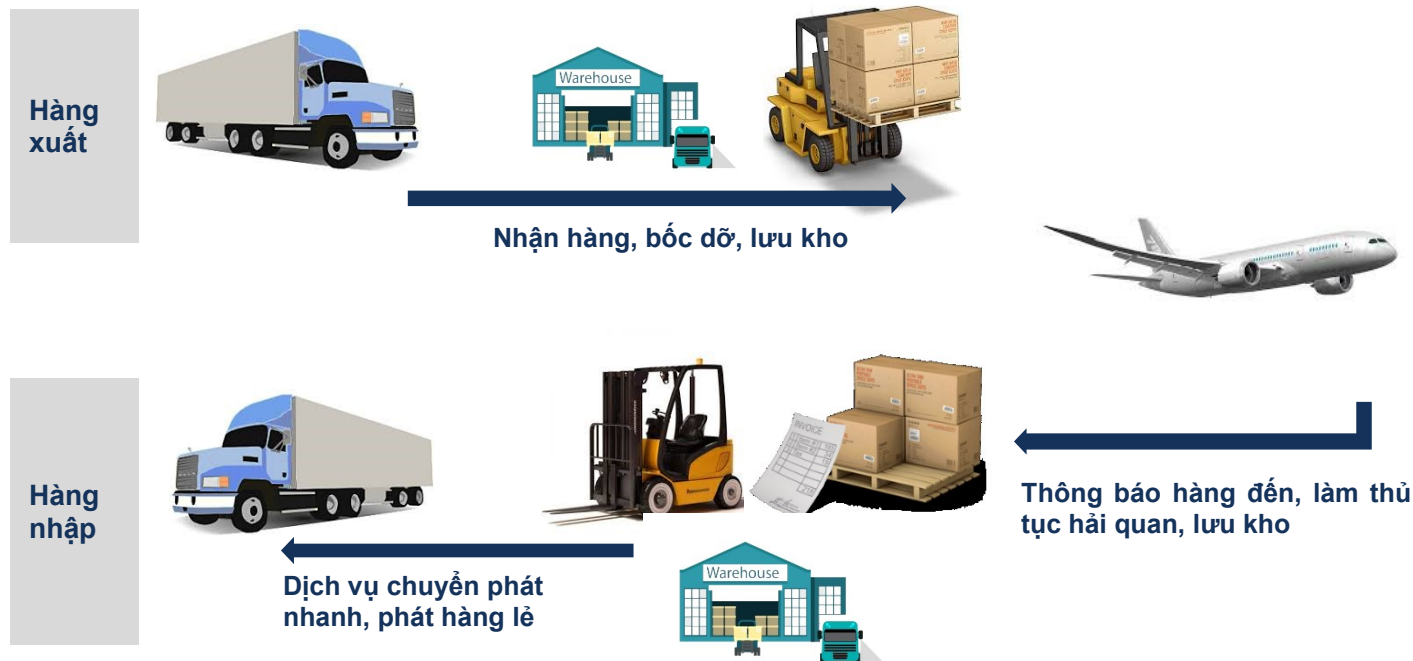 Hàng
xuất
Warehouse
Nhận hàng, bốc dỡ, lưu kho
Hàng
nhập
INVOICE
Thông báo hàng đến, làm thủ
tục hải quan, lưu kho
Dịch vụ chuyển phát
nhanh, phát hàng lẻ
Warehouse